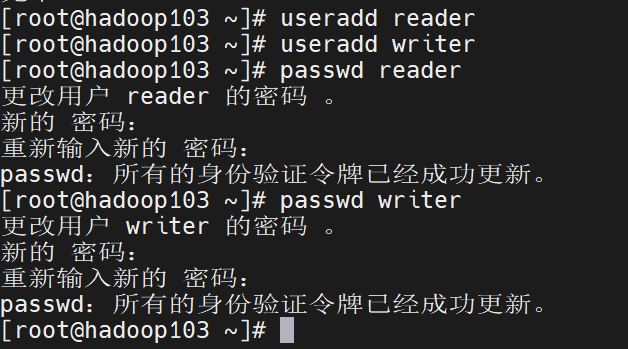 [root@hadoop103 ~]# useradd reader
[root@hadoop103 ~]# useradd writer
[root@hadoop103 ~]# passwd reader
更改用户 reader 的密码 。
新的 密码：
重新输入新的 密码：
passwd：所有的身份验证令牌已经成功更新。
[root@hadoop103 ~]# passwd writer
更改用户 writer 的密码 。
新的 密码：
重新输入新的 密码：
passwd：所有的身份验证令牌已经成功更新。
[root@hadoop103 ~]#